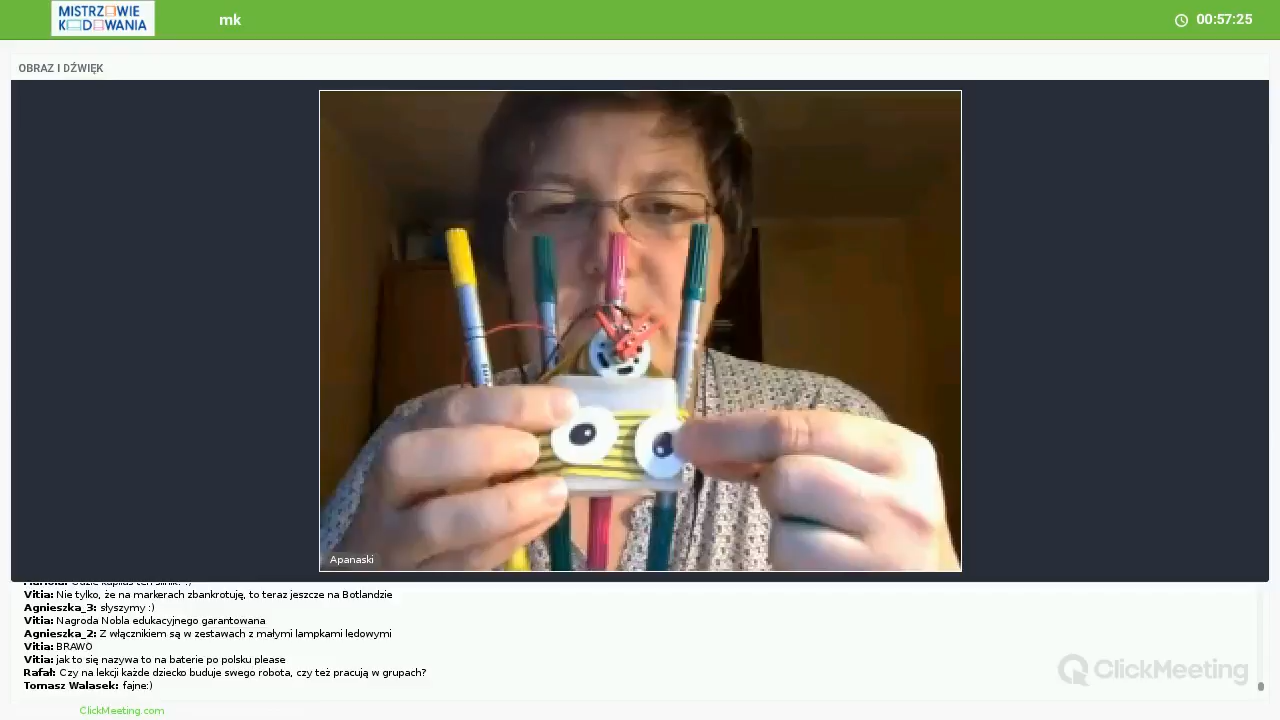 MISTRZOWIE
KODOWANIA
mk
00:57:25
OBRAZ I DŹWIĘK
Apanaski
Vitia: Nie tylko, że na markerach zbankrotuję, to teraz jeszcze na Botlandzie
Agnieszka_3: słyszymy :)
Vitia: Nagroda Nobla edukacyjnego garantowana
Agnieszka_2: Z włącznikiem są w zestawach z małymi lampkami ledowymi
Vitia: BRAWO
Vitia: jak to się nazywa to na baterie po polsku please
Rafał: Czy na lekcji każde dziecko buduje swego robota, czy też pracują w grupach?
Tomasz Walasek: fajne:)
ClickMeeting
ClickMeeting.com